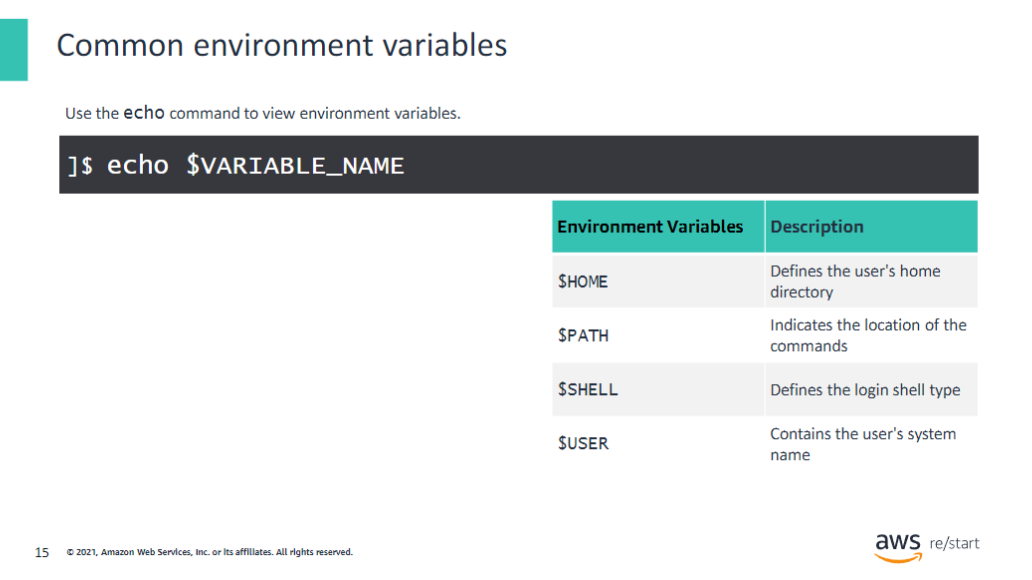 Common environment variables
Use the echo command to view environment variables.
]$ echo $VARIABLE_NAME
Environment Variables Description
$HOME Defines the user's home
directory
$PATH Indicates the location of the
commands
$SHELL Defines the login shell type
$USER Contains the user's system
name
15 © 2021, Amazon Web Services, Inc. or its affiliates. All rights reserved.
aws re/start